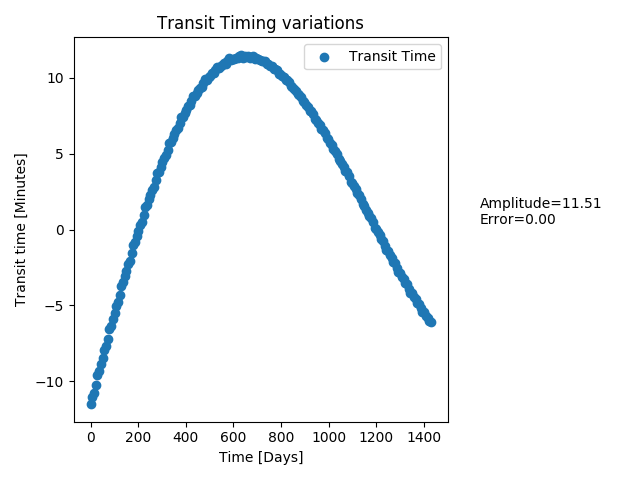 Transit Timing variations
Transit Time
Transit time [Minutes]
10
5
0
−5
−10
0 200 400 600 800 1000 1200 1400
Time [Days]
Amplitude=11.51
Error=0.00